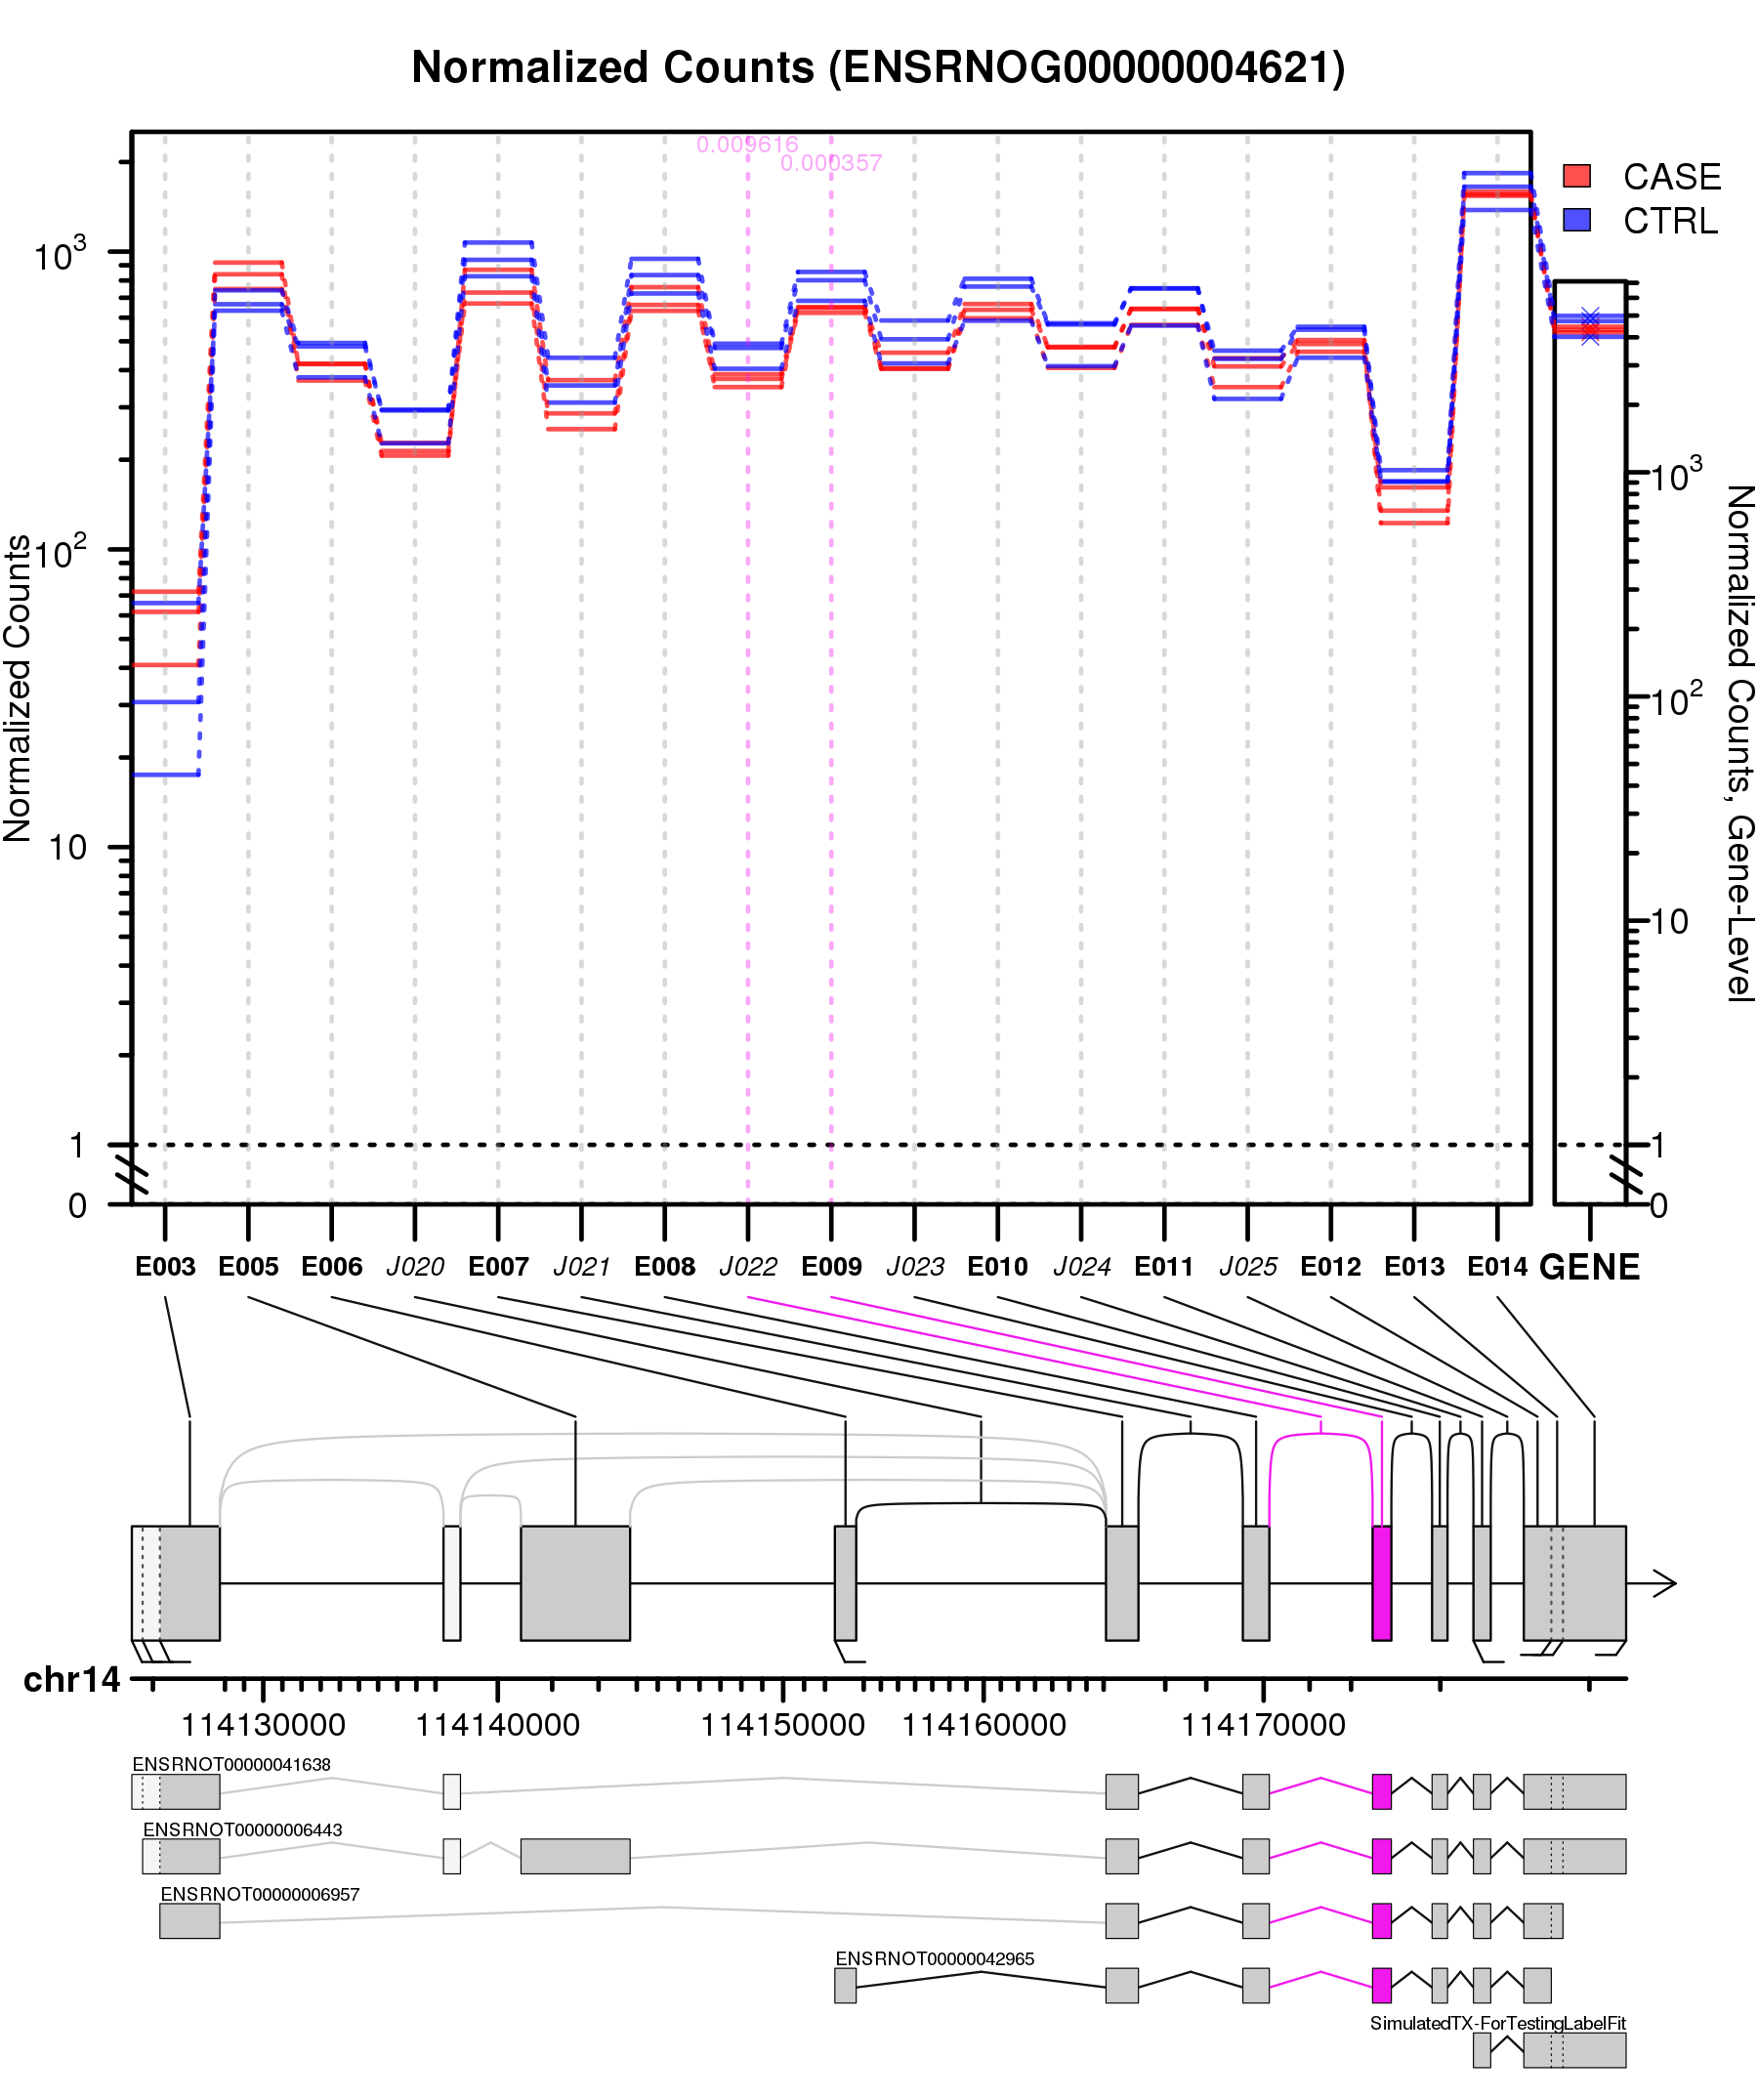 Normalized Counts (ENSRNOG00000004621)
0.009616
0.000357
CASE
CTRL
10³
10²
10
1
0
Normalized Counts
10³
10²
10
1
0
Normalized Counts, Gene-Level
E003 E005 E006 J020 E007 J021 E008 J022 E009 J023 E010 J024 E011 J025 E012 E013 E014 GENE
chr14
114130000 114140000 114150000 114160000 114170000
ENSRNOT00000041638
ENSRNOT00000006443
ENSRNOT00000006957
ENSRNOT00000042965
SimulatedTX-ForTestingLabelFit